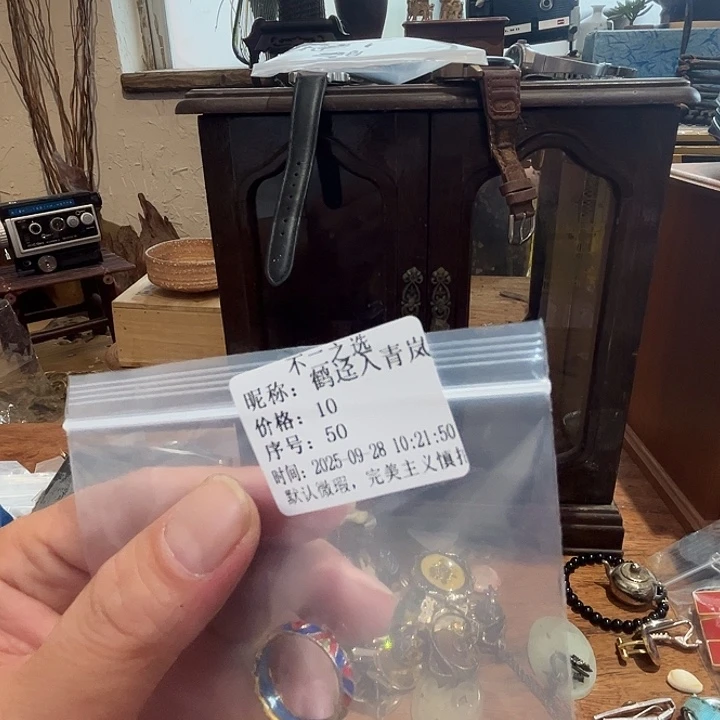 不二之选
昵称：鹤逐入青岚
价格：10
序号：50
时间：2025-09-28 10:21:50
默认微瑕，完美主义慎拍